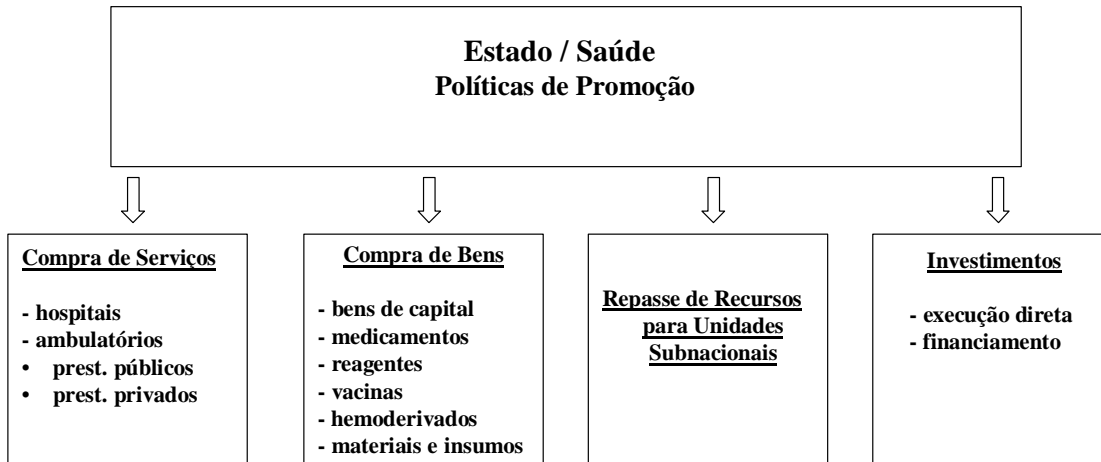 Estado / Saúde
Políticas de Promoção
Compra de Serviços
- hospitais
- ambulatórios
• prest. públicos
• prest. privados
Compra de Bens
- bens de capital
- medicamentos
- reagentes
- vacinas
- hemoderivados
- materiais e insumos
Repasse de Recursos
para Unidades
Subnacionais
Investimentos
- execução direta
- financiamento